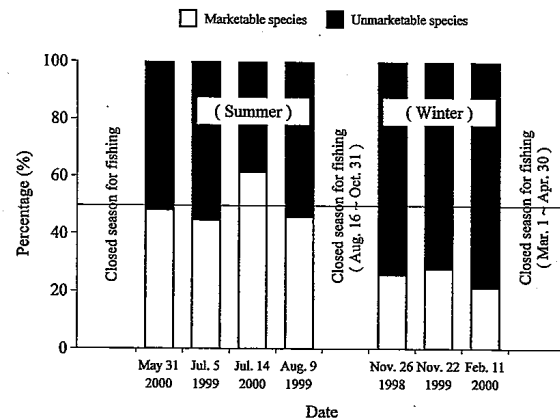 Marketable species
Unmarketable species
Percentage (%)
100
80
60
40
20
0
Closed season for fishing
( Summer )
Closed season for fishing
( Aug. 16 ~ Oct. 31 )
( Winter )
Closed season for fishing
( Mar. 1 ~ Apr. 30 )
May 31
2000
Jul. 5
1999
Jul. 14
2000
Aug. 9
1999
Nov. 26
1998
Nov. 22
1999
Feb. 11
2000
Date